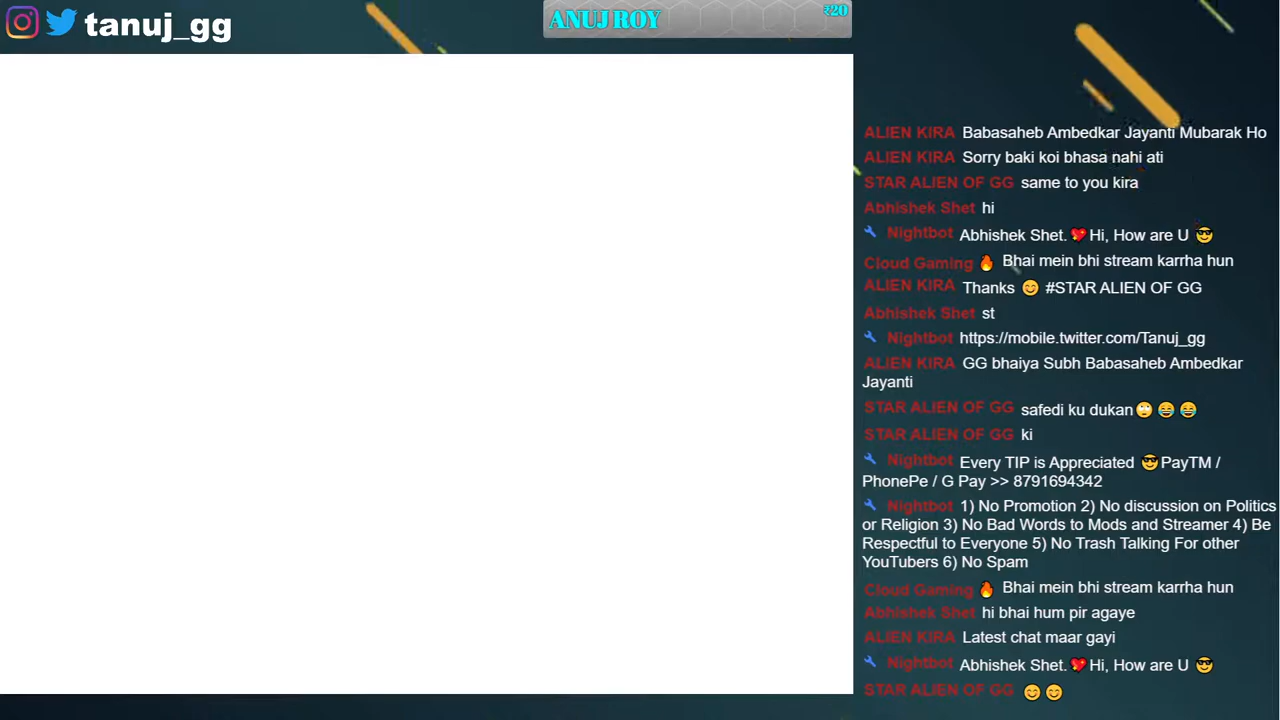 tanuj_gg
ANUJ ROY
₹20
ALIEN KIRA Babasaheb Ambedkar Jayanti Mubarak Ho
ALIEN KIRA Sorry baki koi bhasa nahi ati
STAR ALIEN OF GG same to you kira
Abhishek Shet hi
Nightbot Abhishek Shet.💖Hi, How are U 😎
Cloud Gaming 🔥 Bhai mein bhi stream karrha hun
ALIEN KIRA Thanks 😊 #STAR ALIEN OF GG
Abhishek Shet st
Nightbot https://mobile.twitter.com/Tanuj_gg
ALIEN KIRA GG bhaiya Subh Babasaheb Ambedkar
Jayanti
STAR ALIEN OF GG safedi ku dukan🙄😂😂
STAR ALIEN OF GG ki
Nightbot Every TIP is Appreciated 😎PayTM /
PhonePe / G Pay >> 8791694342
Nightbot 1) No Promotion 2) No discussion on Politics
or Religion 3) No Bad Words to Mods and Streamer 4) Be
Respectful to Everyone 5) No Trash Talking For other
YouTubers 6) No Spam
Cloud Gaming 🔥 Bhai mein bhi stream karrha hun
Abhishek Shet hi bhai hum pir agaye
ALIEN KIRA Latest chat maar gayi
Nightbot Abhishek Shet.💖Hi, How are U 😎
STAR ALIEN OF GG 😊😊